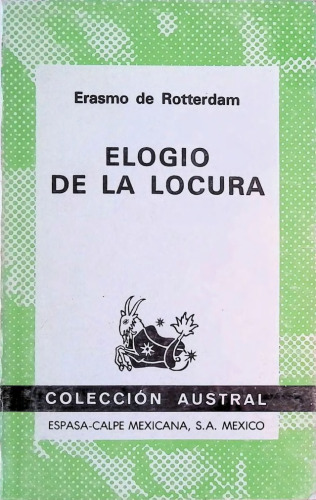 Erasmo de Rotterdam
ELOGIO
DE LA LOCURA
COLECCIÓN AUSTRAL
ESPASA-CALPE MEXICANA, S.A. MEXICO